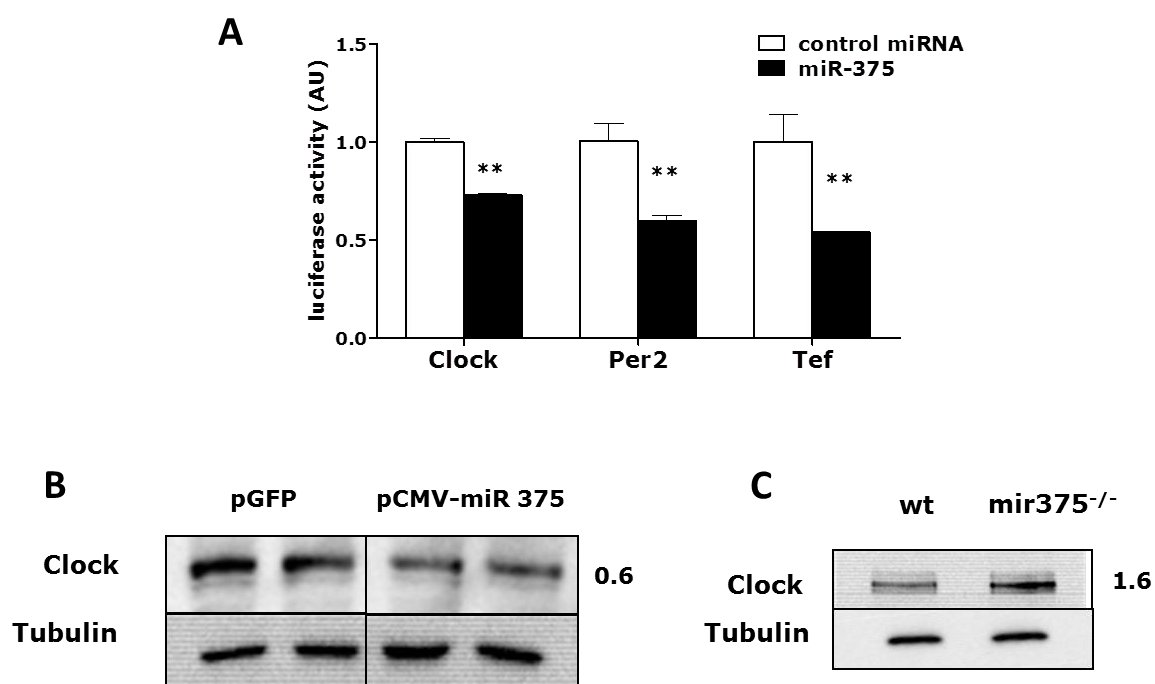 A
1.5
1.0
0.5
0.0
luciferase activity (AU)
control miRNA
miR-375
**
**
**
Clock
Per2
Tef
B
pGFP
pCMV-miR 375
Clock
0.6
Tubulin
C
wt
mir375-/-
Clock
1.6
Tubulin